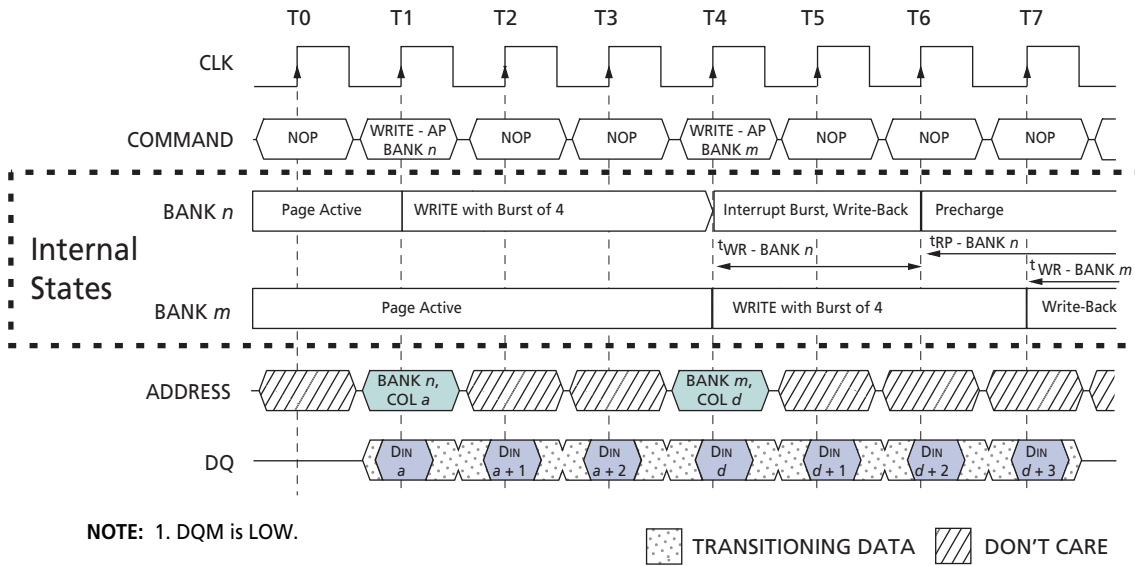 T0 T1 T2 T3 T4 T5 T6 T7
CLK
COMMAND NOP WRITE - AP BANK n NOP NOP WRITE - AP BANK m NOP NOP NOP
Internal States
BANK n Page Active WRITE with Burst of 4 Interrupt Burst, Write-Back Precharge
tWR - BANK n tRP - BANK n
tWR - BANK m
BANK m Page Active WRITE with Burst of 4 Write-Back
ADDRESS BANK n, COL a BANK m, COL d
DQ DIN a DIN a + 1 DIN a + 2 DIN d DIN d + 1 DIN d + 2 DIN d + 3
NOTE: 1. DQM is LOW.
TRANSITIONING DATA DON'T CARE